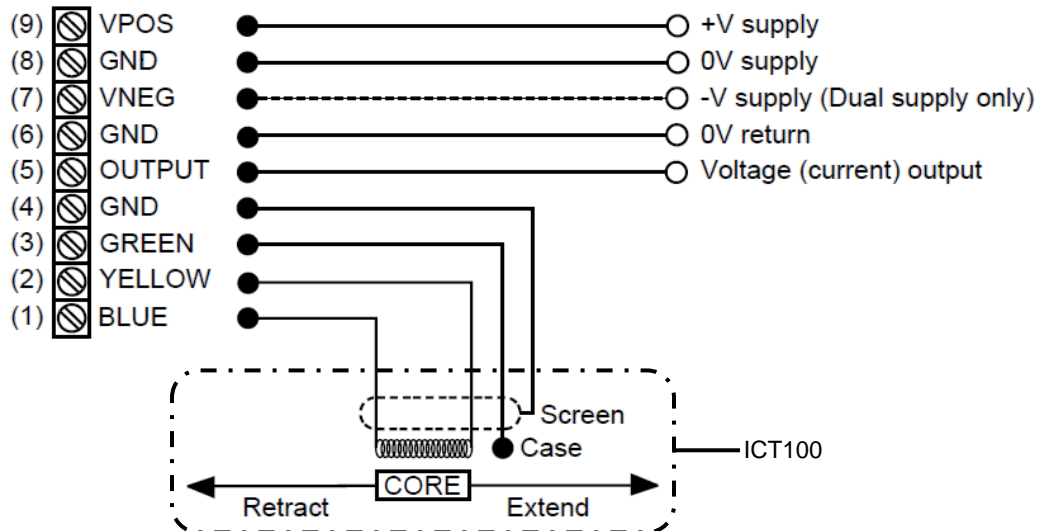 (9) VPOS +V supply
(8) GND 0V supply
(7) VNEG -V supply (Dual supply only)
(6) GND 0V return
(5) OUTPUT Voltage (current) output
(4) GND
(3) GREEN
(2) YELLOW
(1) BLUE
Screen
Case
ICT100
CORE
Retract Extend